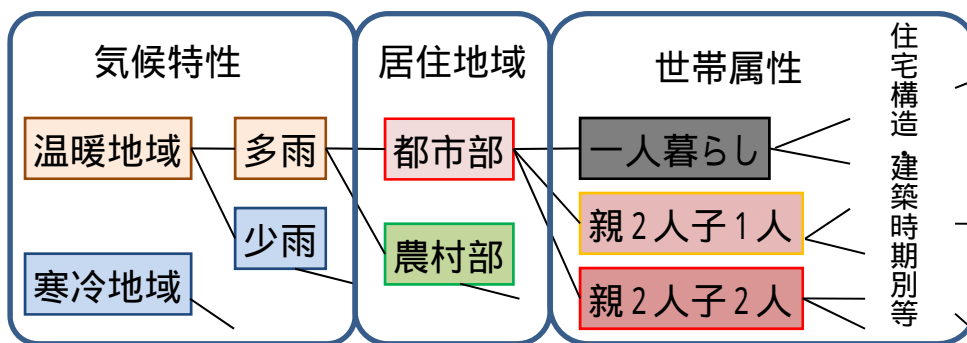 気候特性
温暖地域
多雨
少雨
寒冷地域
居住地域
都市部
農村部
世帯属性
一人暮らし
親2人子1人
親2人子2人
住宅構造・建築時期別等